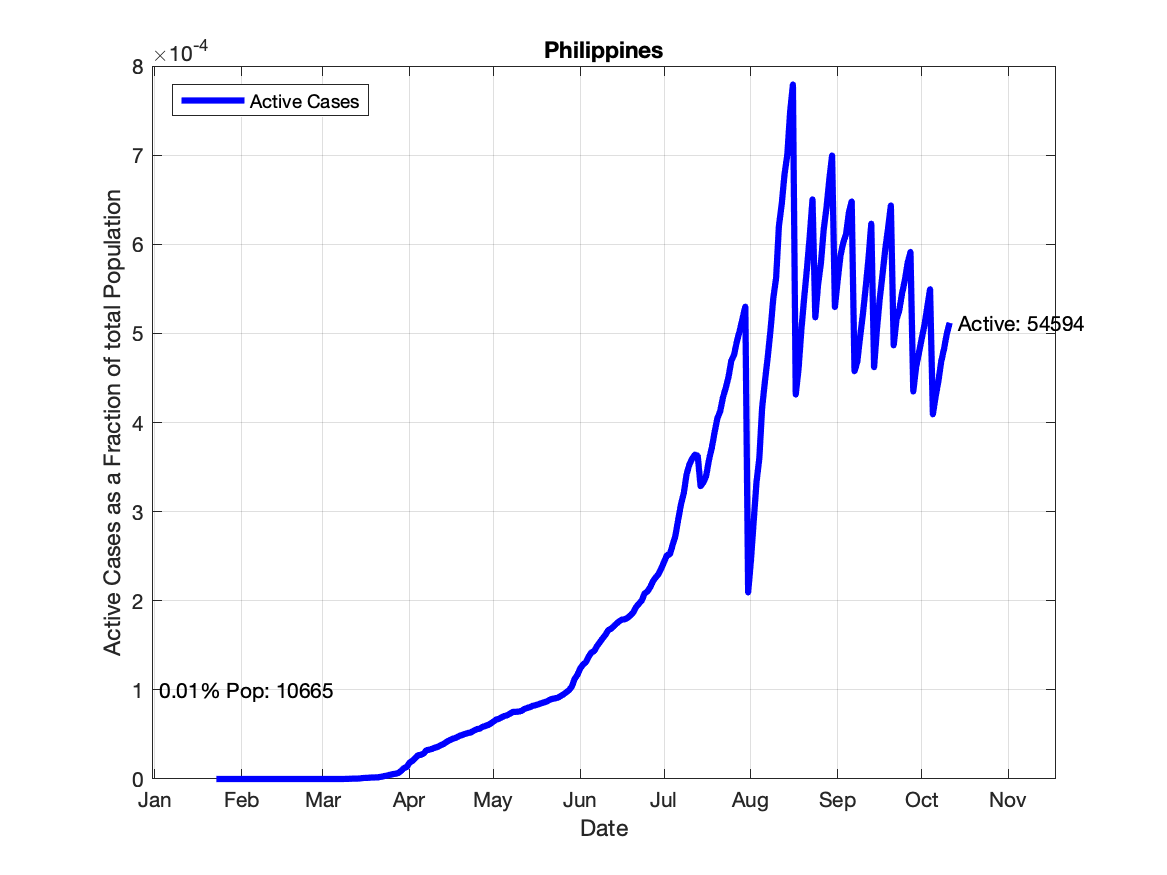 Philippines
×10-4
Active Cases
8
7
6
5
4
3
2
1
0
Active Cases as a Fraction of total Population
Active: 54594
0.01% Pop: 10665
Jan Feb Mar Apr May Jun Jul Aug Sep Oct Nov
Date